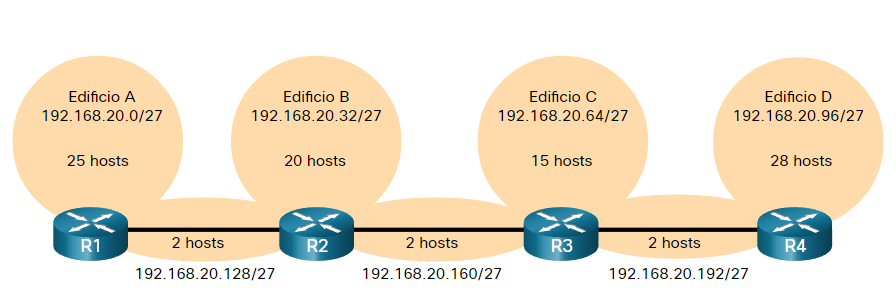 Edificio A
192.168.20.0/27
25 hosts
Edificio B
192.168.20.32/27
20 hosts
Edificio C
192.168.20.64/27
15 hosts
Edificio D
192.168.20.96/27
28 hosts
R1
2 hosts
R2
2 hosts
R3
2 hosts
R4
192.168.20.128/27
192.168.20.160/27
192.168.20.192/27